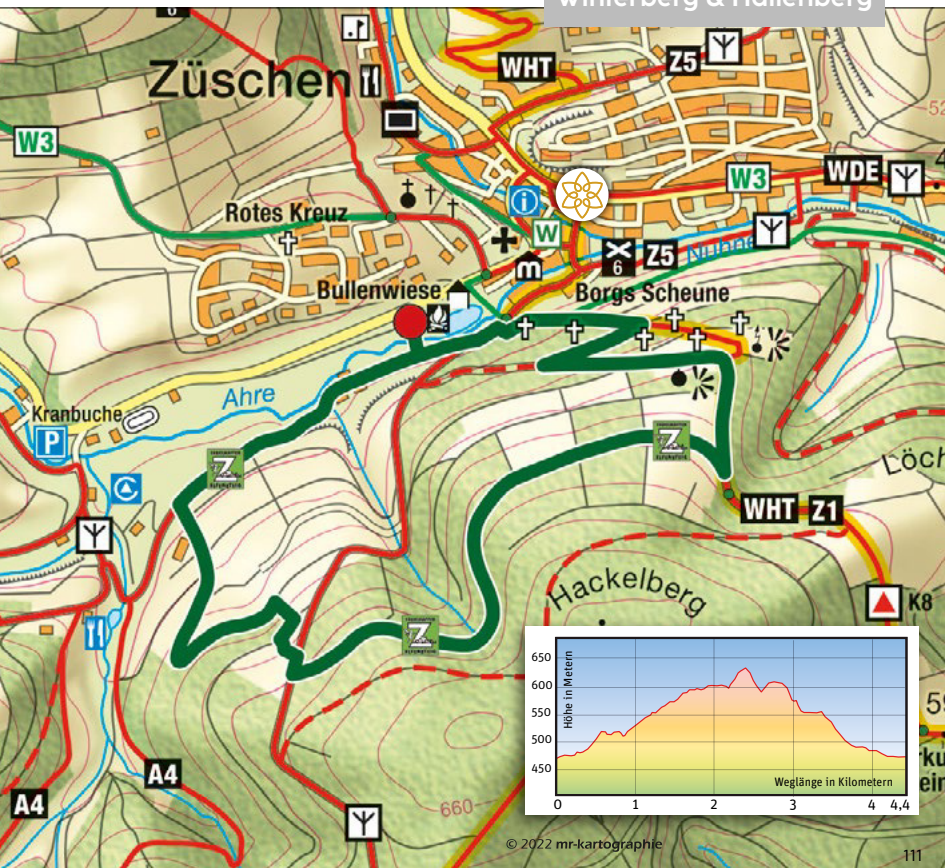 Winterberg & Hallenberg
6
WHT
Z5
Züschen
W3
W3
WDE
i
Rotes Kreuz
W
6
Z5
Nuhne
m
Bullenwiese
Borgs Scheune
Ahre
Kranbuche
P
Z
Z
Löch
WHT
Z1
Hackelberg
K8
Z
A4
A4
660
650
600
550
500
450
Höhe in Metern
Weglänge in Kilometern
0
1
2
3
4
4,4
© 2022 mr-kartographie
111